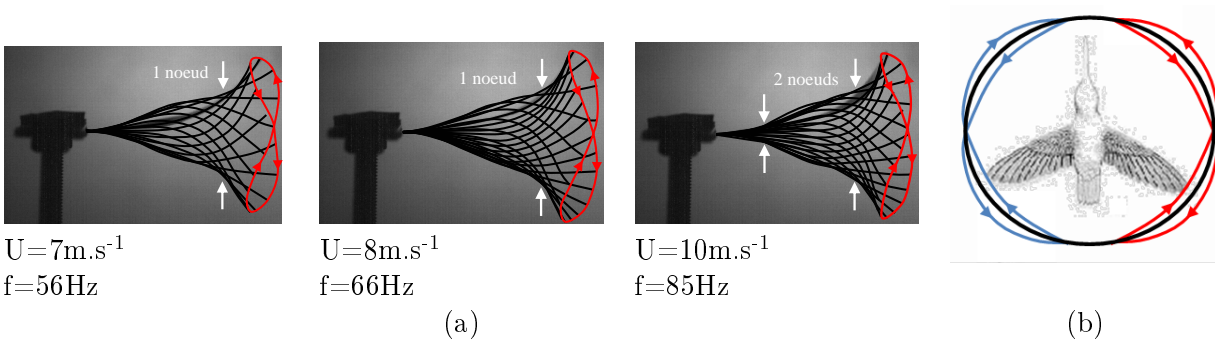 1 noeud
1 noeud
2 noeuds
U=7m.s-1
f=56Hz
U=8m.s-1
f=66Hz
U=10m.s-1
f=85Hz
(a)
(b)